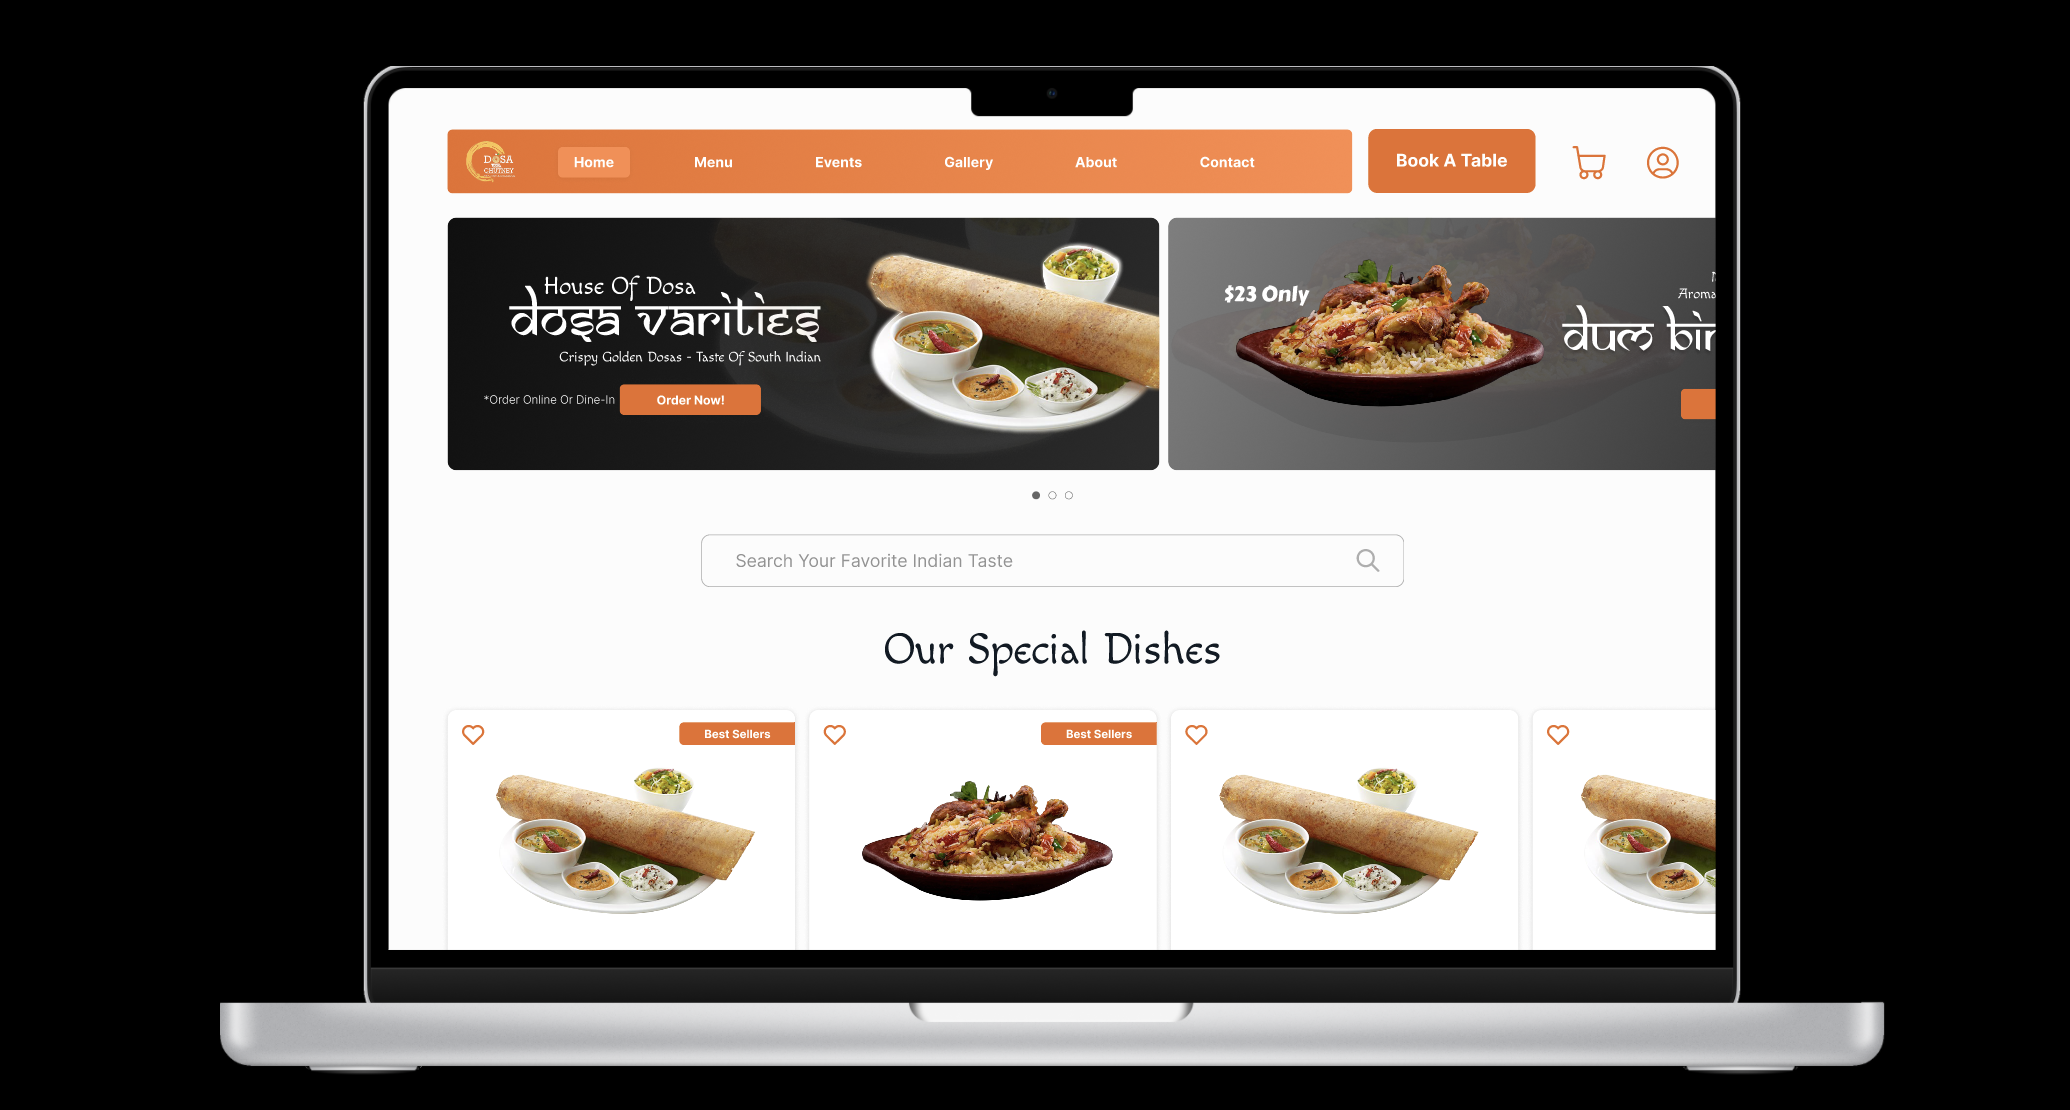 DOSA
CHUTNEY
Home
Menu
Events
Gallery
About
Contact
Book A Table
House Of Dosa
dosa varities
Crispy Golden Dosas - Taste Of South Indian
*Order Online Or Dine-In
Order Now!
$23 Only
Aroma
dum bir
Search Your Favorite Indian Taste
Our Special Dishes
Best Sellers
Best Sellers